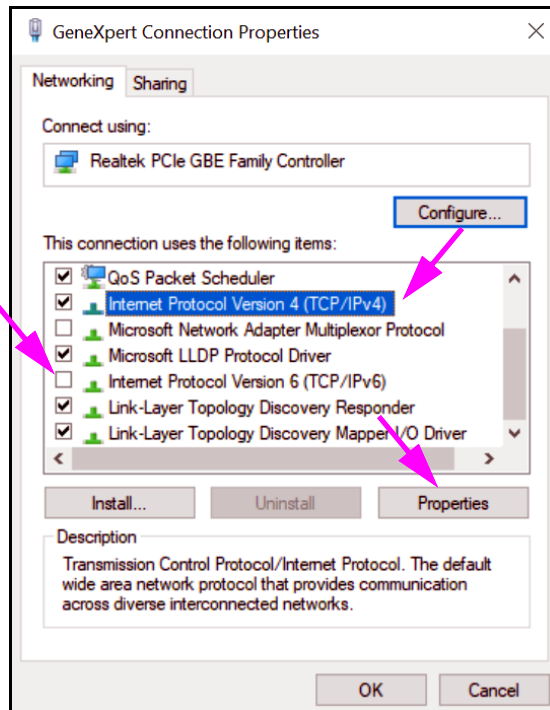 GeneXpert Connection Properties
Networking
Sharing
Connect using:
Realtek PCIe GBE Family Controller
Configure...
This connection uses the following items:
QoS Packet Scheduler
Internet Protocol Version 4 (TCP/IPv4)
Microsoft Network Adapter Multiplexor Protocol
Microsoft LLDP Protocol Driver
Internet Protocol Version 6 (TCP/IPv6)
Link-Layer Topology Discovery Responder
Link-Layer Topology Discovery Mapper I/O Driver
Install...
Uninstall
Properties
Description
Transmission Control Protocol/Internet Protocol. The default
wide area network protocol that provides communication
across diverse interconnected networks.
OK
Cancel